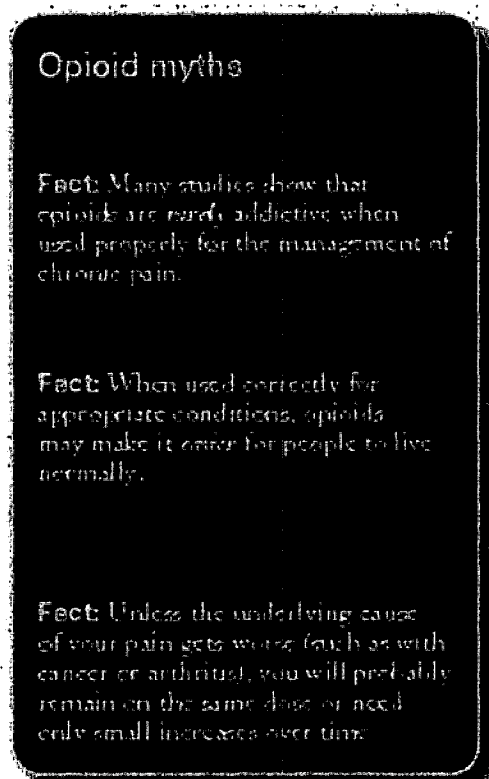 Opioid myths
Fact: Many studies show that
opioids are rarely addictive when
used properly for the management of
chronic pain.
Fact: When used correctly for
appropriate conditions, opioids
may make it easier for people to live
normally.
Fact: Unless the underlying cause
of your pain gets worse (such as with
cancer or arthritis), you will probably
remain on the same dose or need
only small increases over time